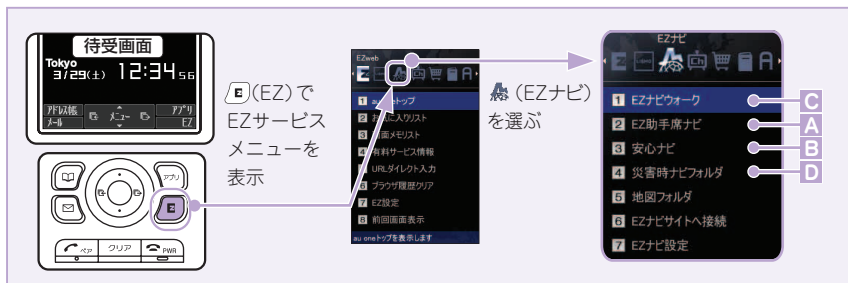 待受画面
Tokyo
3/29(土) 12:34 56
アドレス帳
メール
メニュー
アプリ
EZ
アプリ
クリア
ペア
PWR
(EZ)で
EZサービス
メニューを
表示
EZweb
1 au oneトップ
2 お気に入りリスト
3 画面メモリスト
4 有料サービス情報
5 URLダイレクト入力
6 ブラウザ履歴クリア
7 EZ設定
8 前回画面表示
au oneトップを表示します
(EZナビ)
を選ぶ
EZナビ
1 EZナビウォーク
2 EZ助手席ナビ
3 安心ナビ
4 災害時ナビフォルダ
5 地図フォルダ
6 EZナビサイトへ接続
7 EZナビ設定
C
A
B
D